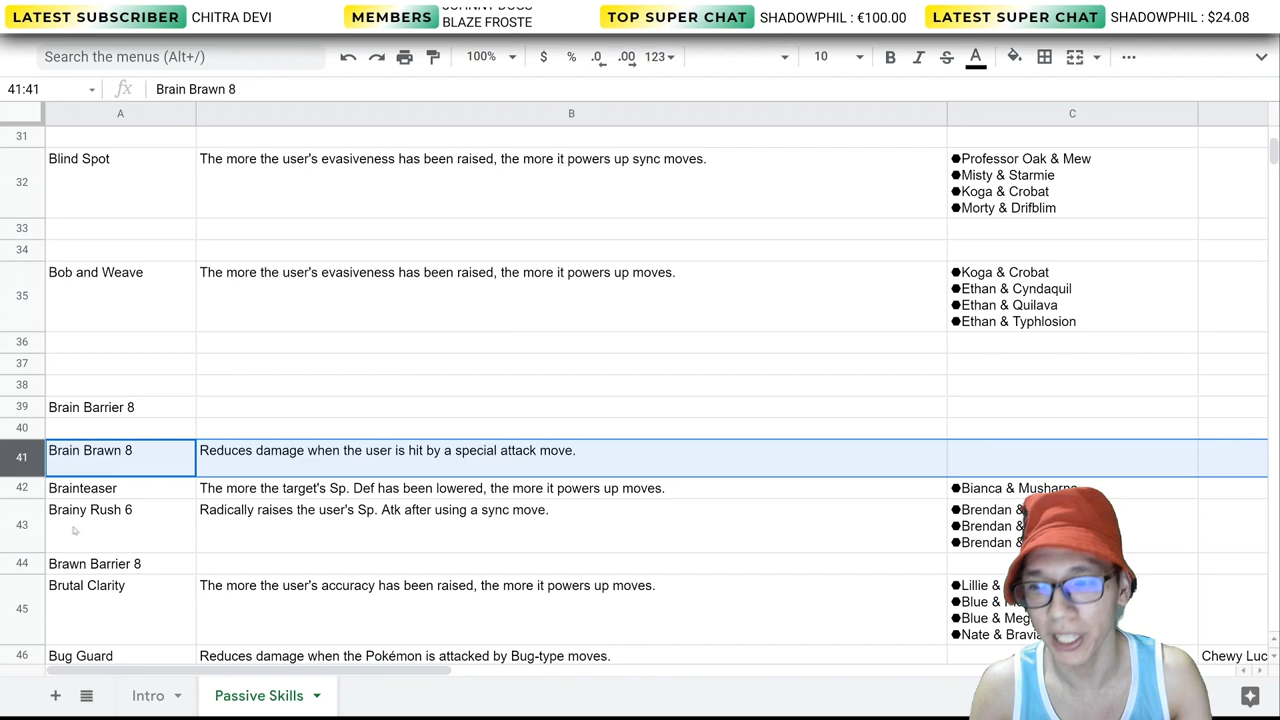 LATEST SUBSCRIBER CHITRA DEVI
MEMBERS
BLAZE FROSTE
TOP SUPER CHAT SHADOWPHIL : €100.00
LATEST SUPER CHAT SHADOWPHIL : $24.08
Search the menus (Alt+/)
100%
$ % .0 .00 123
10
B I S A
41:41 fx Brain Brawn 8
A B C
31
32 Blind Spot The more the user's evasiveness has been raised, the more it powers up sync moves. ●Professor Oak & Mew
●Misty & Starmie
●Koga & Crobat
●Morty & Drifblim
33
34
35 Bob and Weave The more the user's evasiveness has been raised, the more it powers up moves. ●Koga & Crobat
●Ethan & Cyndaquil
●Ethan & Quilava
●Ethan & Typhlosion
36
37
38
39 Brain Barrier 8
40
41 Brain Brawn 8 Reduces damage when the user is hit by a special attack move.
42 Brainteaser The more the target's Sp. Def has been lowered, the more it powers up moves. ●Bianca & Musharna
43 Brainy Rush 6 Radically raises the user's Sp. Atk after using a sync move. ●Brendan &
●Brendan &
●Brendan &
44 Brawn Barrier 8
45 Brutal Clarity The more the user's accuracy has been raised, the more it powers up moves. ●Lillie &
●Blue &
●Blue & Meg
●Nate & Bravia
46 Bug Guard Reduces damage when the Pokémon is attacked by Bug-type moves. Chewy Luc
Intro Passive Skills